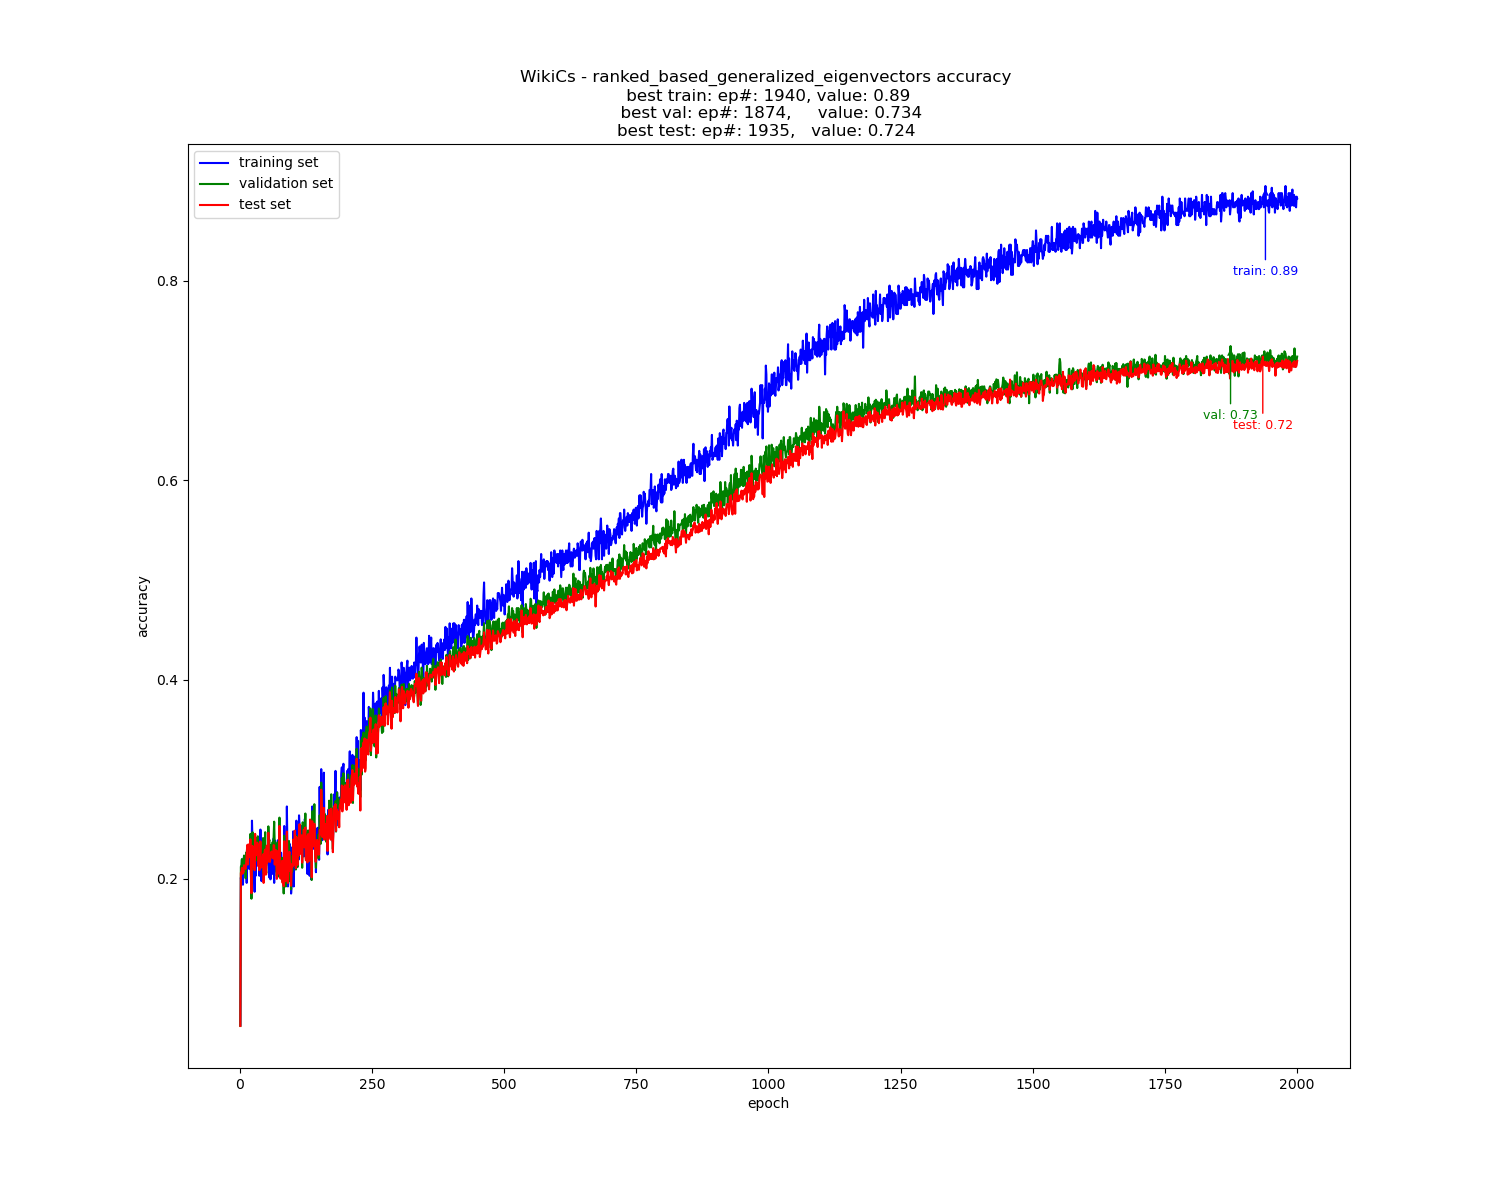 WikiCs - ranked_based_generalized_eigenvectors accuracy
best train: ep#: 1940, value: 0.89
best val: ep#: 1874, value: 0.734
best test: ep#: 1935, value: 0.724
training set
validation set
test set
train: 0.89
val: 0.73
test: 0.72
0.8
0.6
0.4
0.2
accuracy
0 250 500 750 1000 1250 1500 1750 2000
epoch